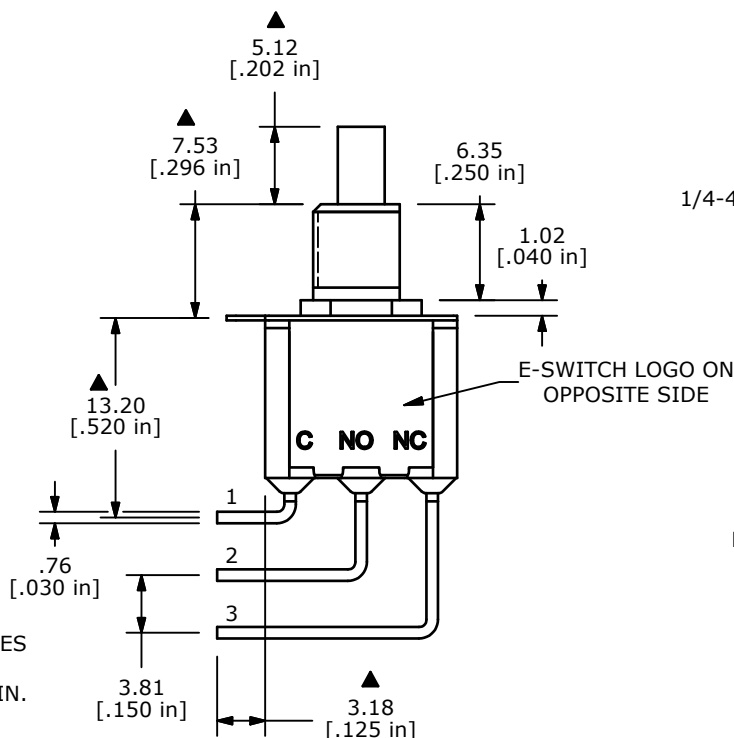 ▲
5.12
[.202 in]
▲
7.53
[.296 in]
6.35
[.250 in]
1/4-4
1.02
[.040 in]
E-SWITCH LOGO ON
OPPOSITE SIDE
▲
13.20
[.520 in]
C NO NC
1
.76
[.030 in]
2
3
ES
IN.
3.81
[.150 in]
▲
3.18
[.125 in]